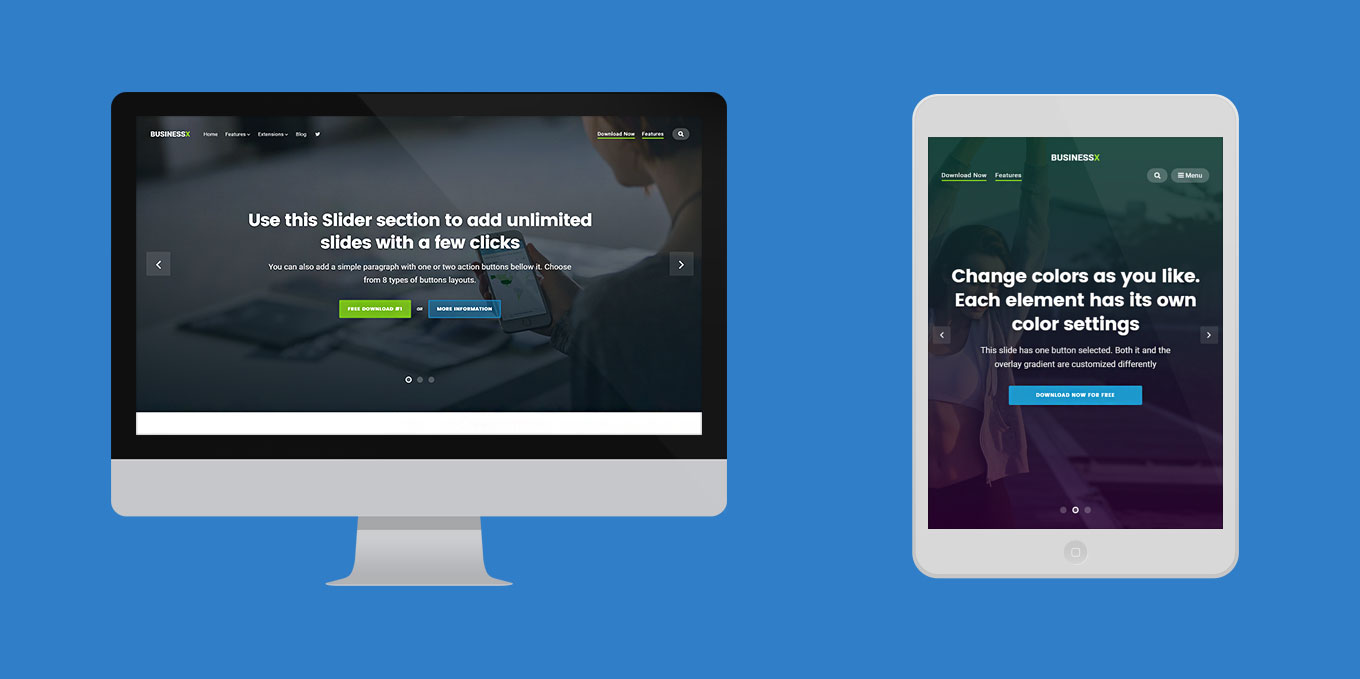 BUSINESSX Home Features Extensions Blog Download Now Features
Use this Slider section to add unlimited
slides with a few clicks
You can also add a simple paragraph with one or two action buttons bellow it. Choose
from 8 types of buttons layouts.
FREE DOWNLOAD #1 or MORE INFORMATION
BUSINESSX
Download Now Features Menu
Change colors as you like.
Each element has its own
color settings
This slide has one button selected. Both it and the
overlay gradient are customized differently
DOWNLOAD NOW FOR FREE